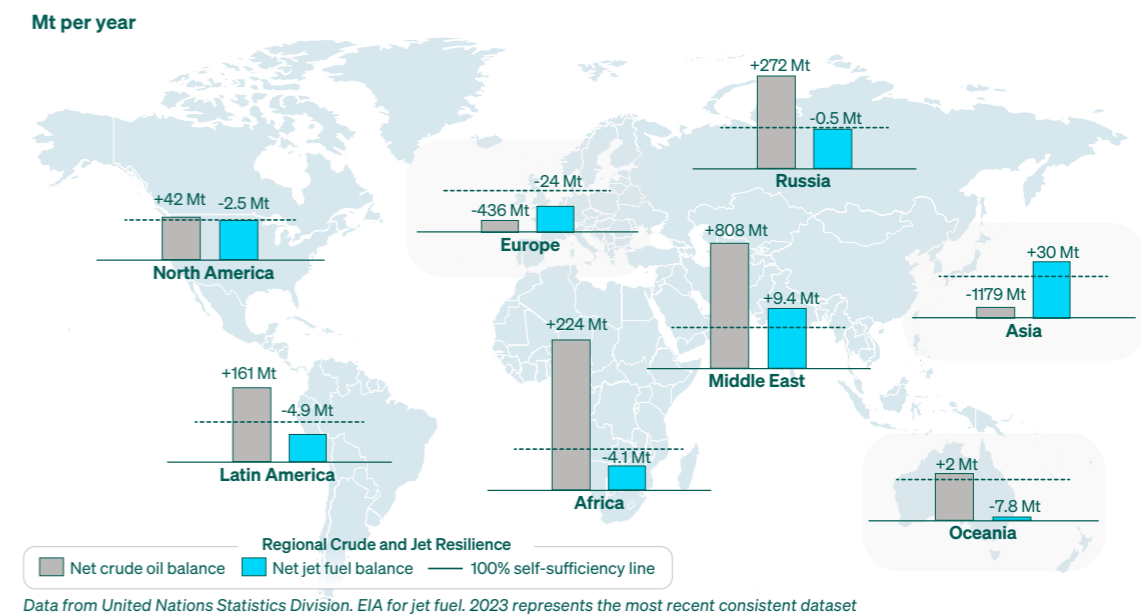 Mt per year
+272 Mt
-0.5 Mt
Russia
+42 Mt
-2.5 Mt
North America
-24 Mt
-436 Mt
Europe
+808 Mt
+9.4 Mt
Middle East
+30 Mt
-1179 Mt
Asia
+224 Mt
-4.1 Mt
Africa
+161 Mt
-4.9 Mt
Latin America
+2 Mt
-7.8 Mt
Oceania
Regional Crude and Jet Resilience
Net crude oil balance
Net jet fuel balance
100% self-sufficiency line
Data from United Nations Statistics Division. EIA for jet fuel. 2023 represents the most recent consistent dataset